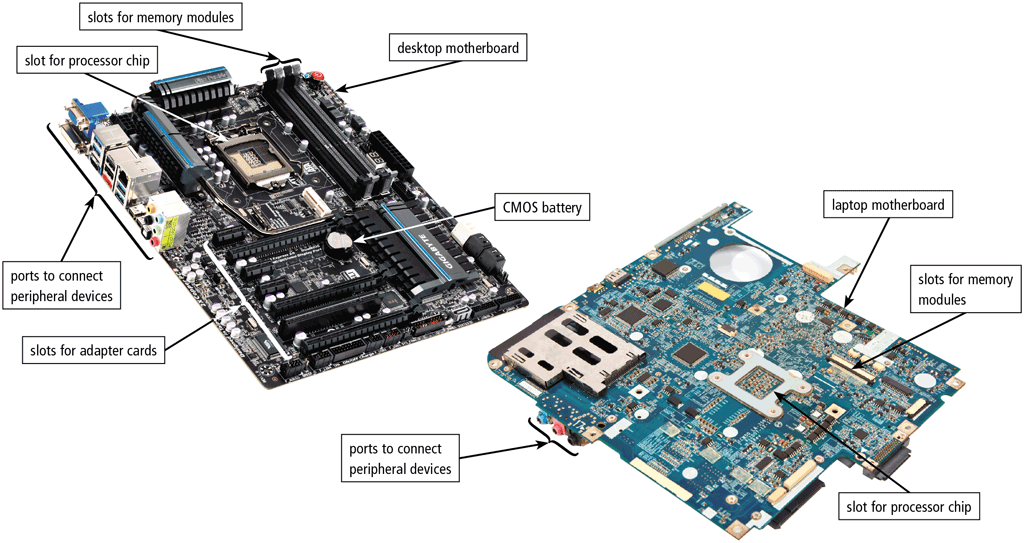 slots for memory modules
desktop motherboard
slot for processor chip
CMOS battery
GIGABYTE
laptop motherboard
ports to connect
peripheral devices
slots for memory
modules
slots for adapter cards
ports to connect
peripheral devices
slot for processor chip